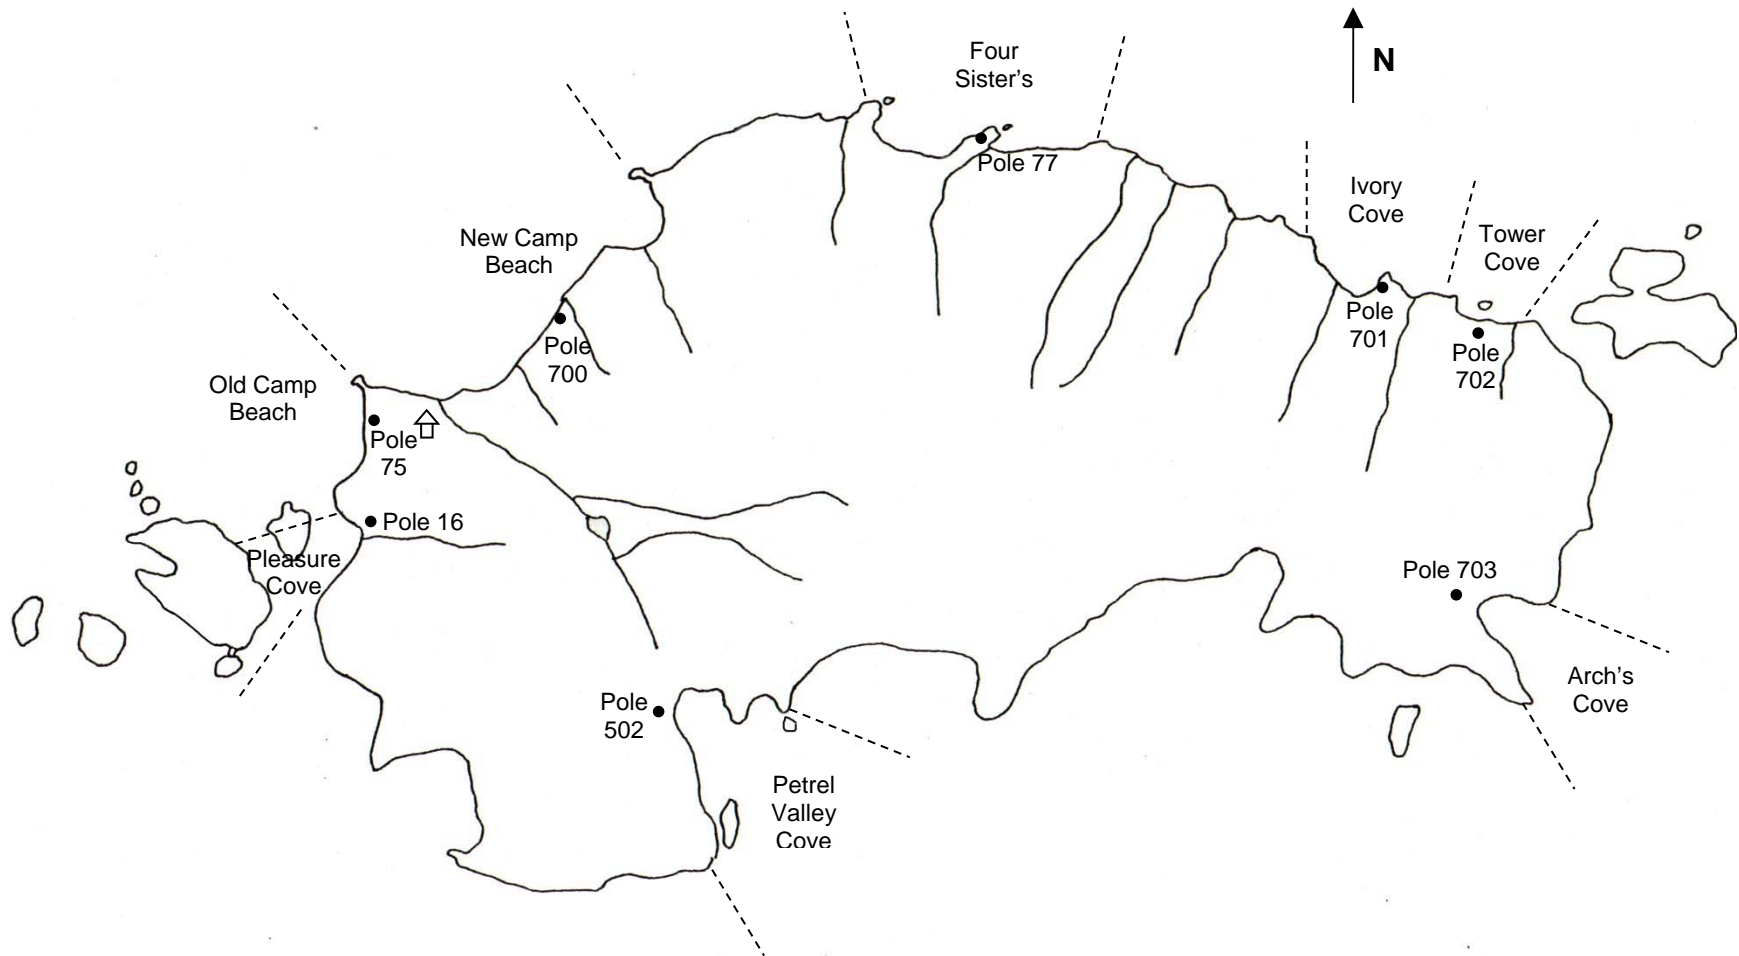 Four
Sister's
N
Pole 77
Ivory
Cove
New Camp
Beach
Tower
Cove
Pole
701
Pole
700
Pole
702
Old Camp
Beach
Pole
75
Pole 16
Pleasure
Cove
Pole 703
Arch's
Cove
Pole
502
Petrel
Valley
Cove